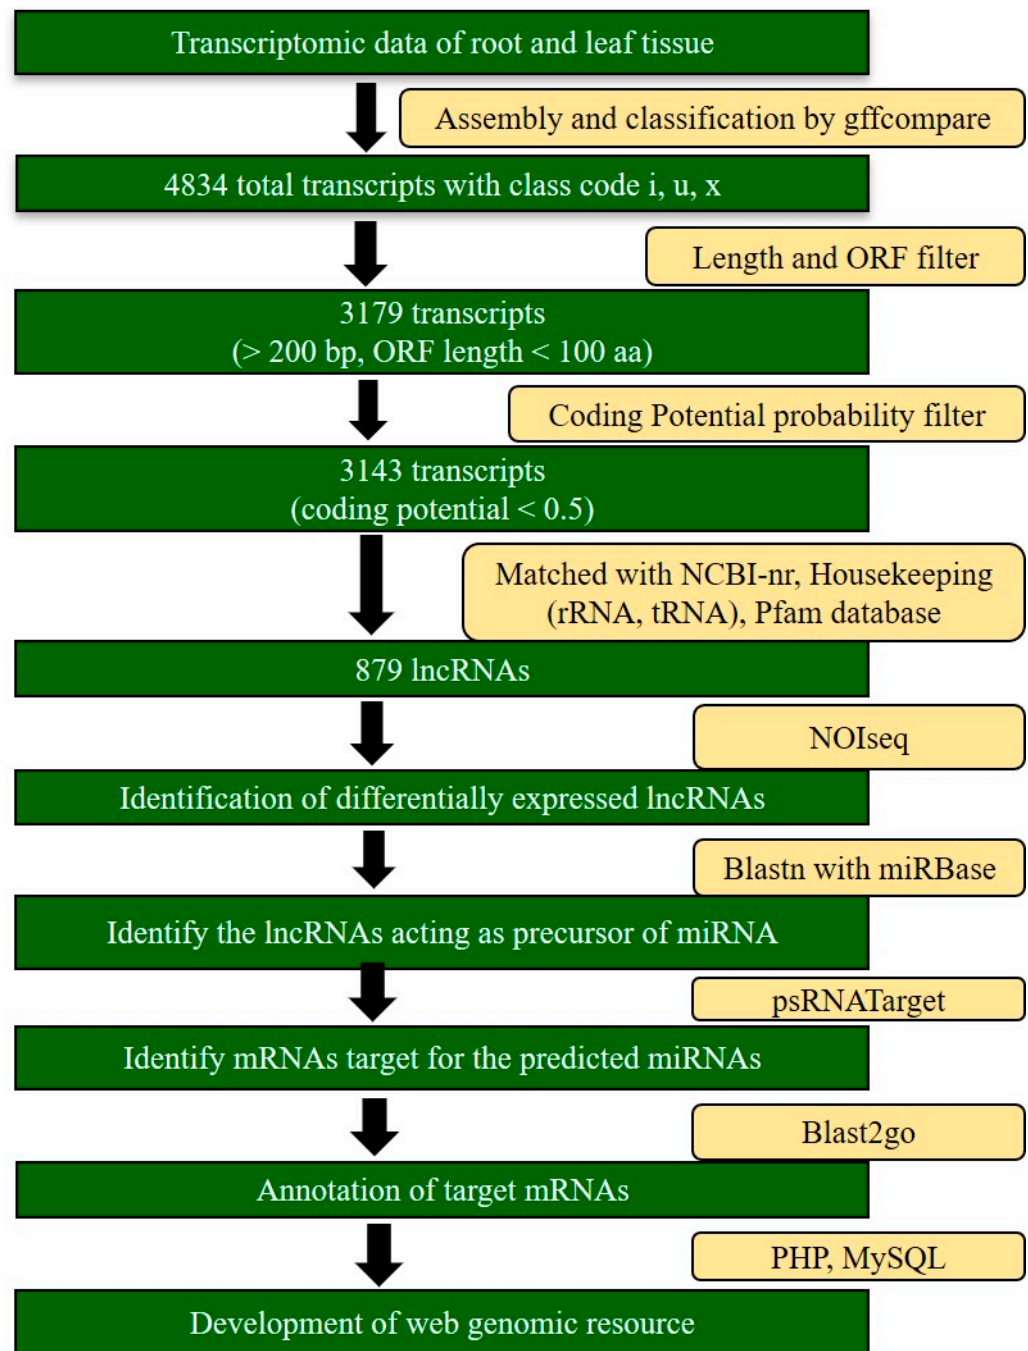 Transcriptomic data of root and leaf tissue
Assembly and classification by gffcompare
4834 total transcripts with class code i, u, x
Length and ORF filter
3179 transcripts
(> 200 bp, ORF length < 100 aa)
Coding Potential probability filter
3143 transcripts
(coding potential < 0.5)
Matched with NCBI-nr, Housekeeping
(rRNA, tRNA), Pfam database
879 lncRNAs
NOIseq
Identification of differentially expressed lncRNAs
Blastn with miRBase
Identify the lncRNAs acting as precursor of miRNA
psRNATarget
Identify mRNAs target for the predicted miRNAs
Blast2go
Annotation of target mRNAs
PHP, MySQL
Development of web genomic resource